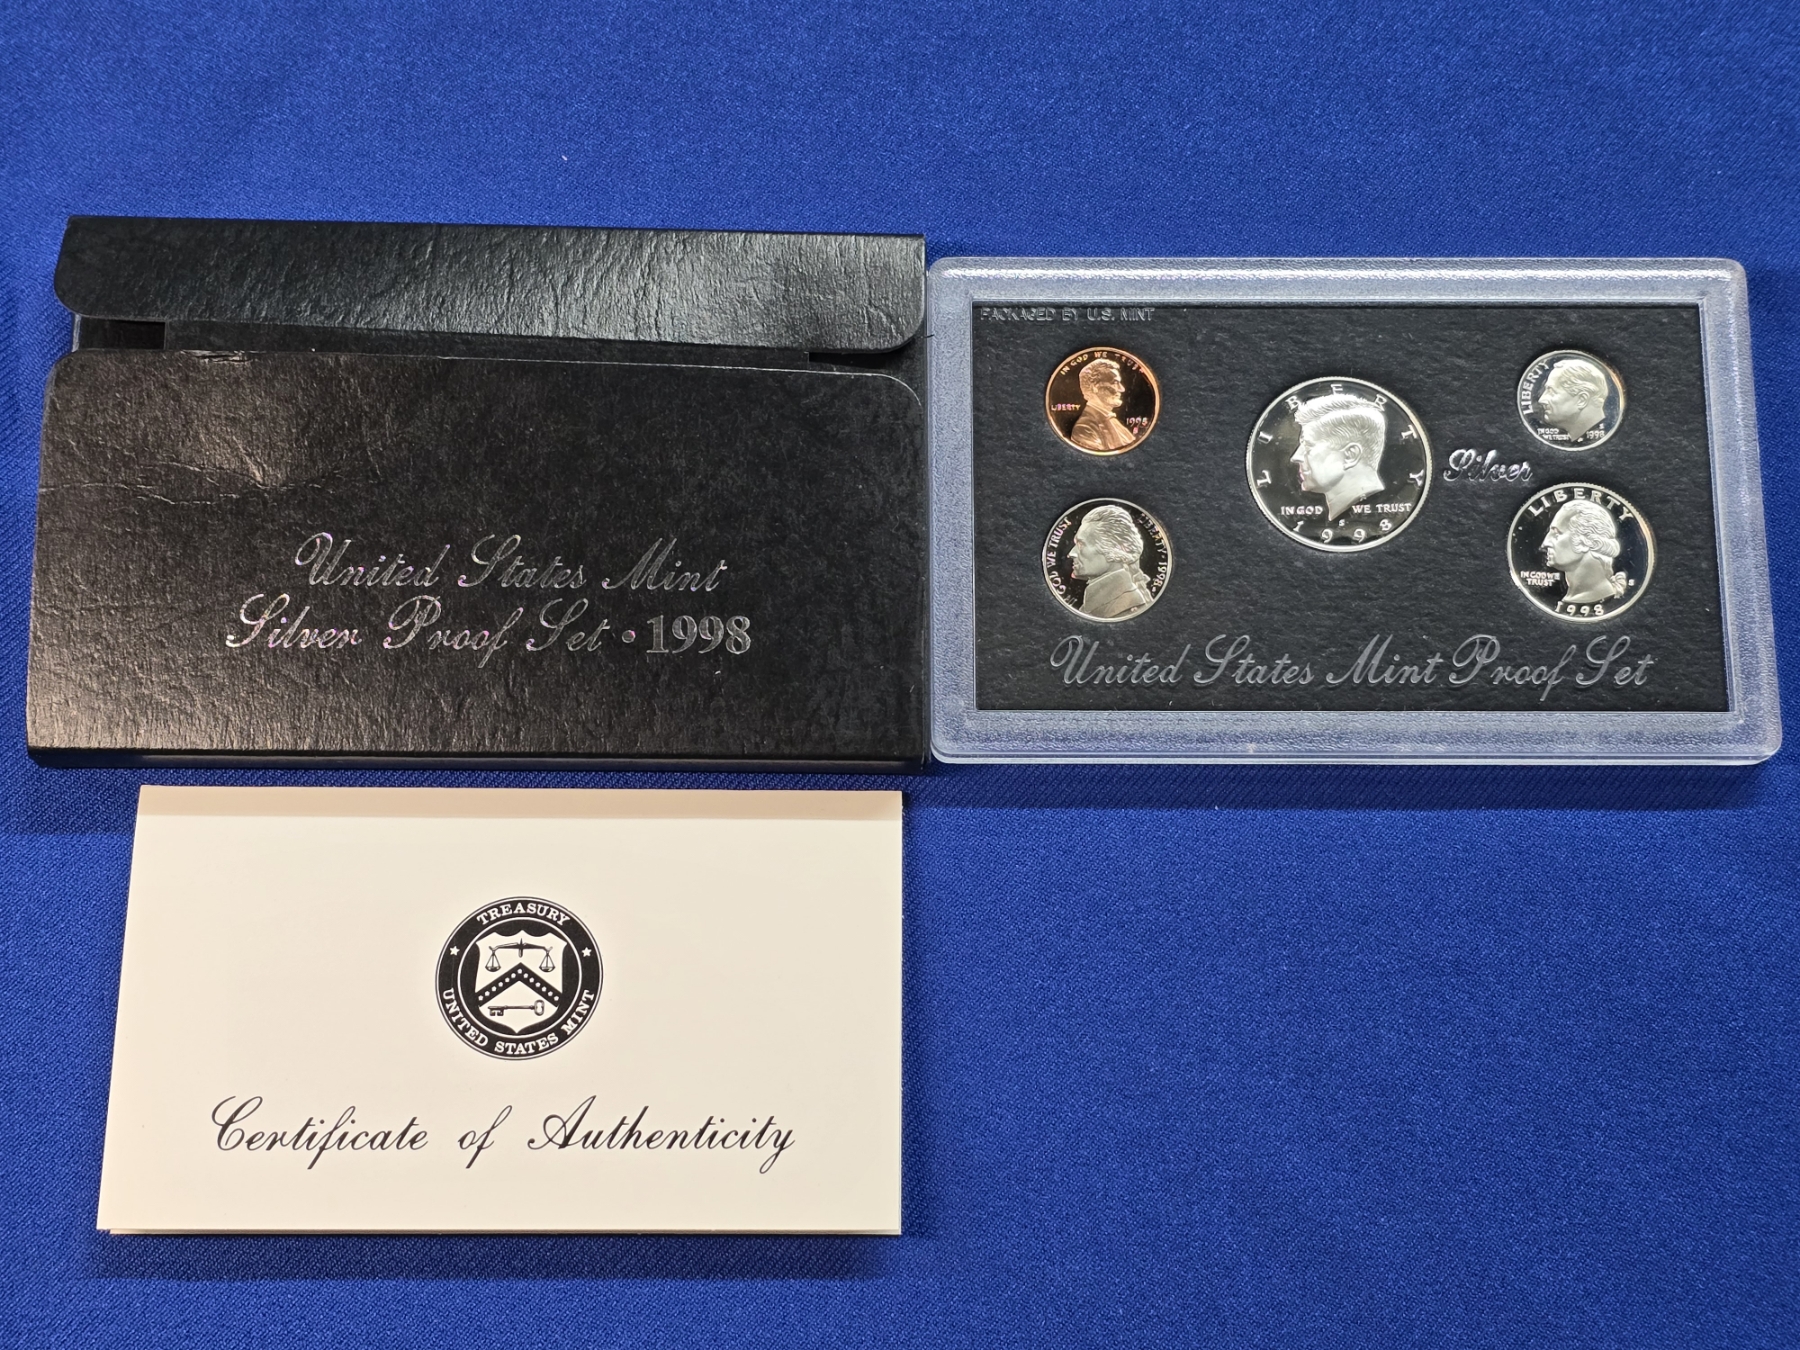 United States Mint
Silver Proof Set • 1998
PACKAGED BY U.S. MINT
IN GOD WE TRUST
LIBERTY
1998
S
LIBERTY
IN GOD WE TRUST
S
1998
LIBERTY
IN GOD
WE TRUST
S
1998
Silver
IN GOD WE TRUST
LIBERTY • 1998
LIBERTY
IN GOD WE
TRUST
S
1998
United States Mint Proof Set
TREASURY
UNITED STATES MINT
Certificate of Authenticity